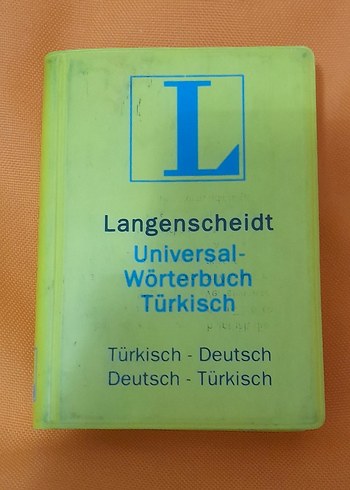 L
Langenscheidt
Universal-
Wörterbuch
Türkisch
Türkisch - Deutsch
Deutsch - Türkisch